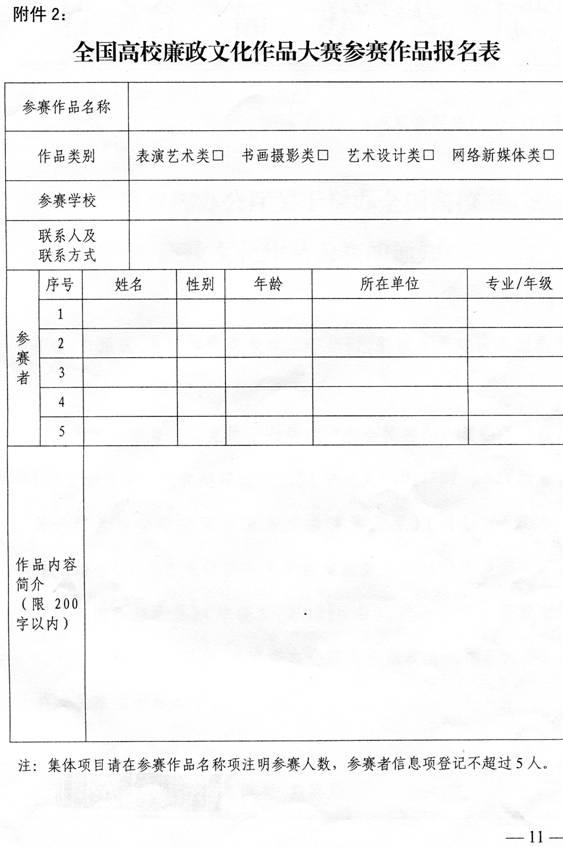 附件2：
全国高校廉政文化作品大赛参赛作品报名表
参赛作品名称
作品类别 表演艺术类□ 书画摄影类□ 艺术设计类□ 网络新媒体类□
参赛学校
联系人及
联系方式
参赛者
序号 姓名 性别 年龄 所在单位 专业/年级
1
2
3
4
5
作品内容
简介
（限 200
字以内）
注：集体项目请在参赛作品名称项注明参赛人数，参赛者信息项登记不超过5人。
— 11 —